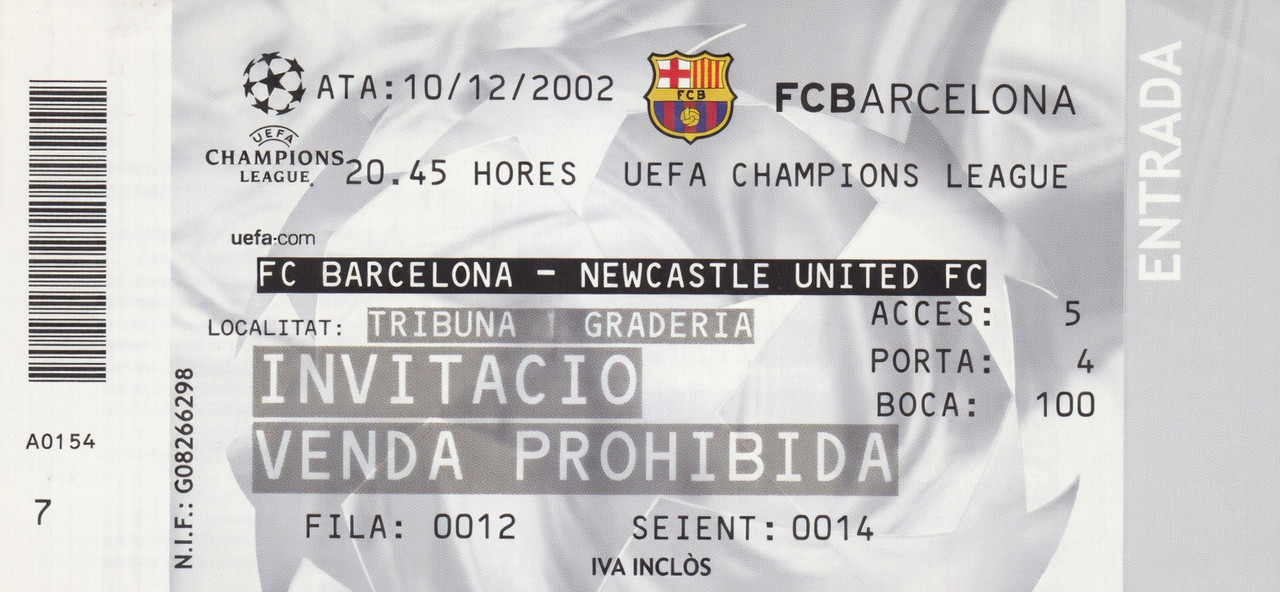 ATA: 10/12/2002
FCB
FCBARCELONA
UEFA
CHAMPIONS
LEAGUE
20.45 HORES UEFA CHAMPIONS LEAGUE
uefa.com
FC BARCELONA - NEWCASTLE UNITED FC
LOCALITAT: TRIBUNA GRADERIA
ACCES: 5
INVITACIO
PORTA: 4
BOCA: 100
VENDA PROHIBIDA
FILA: 0012 SEIENT: 0014
IVA INCLÒS
A0154
7
N.I.F.: G08266298
ENTRADA